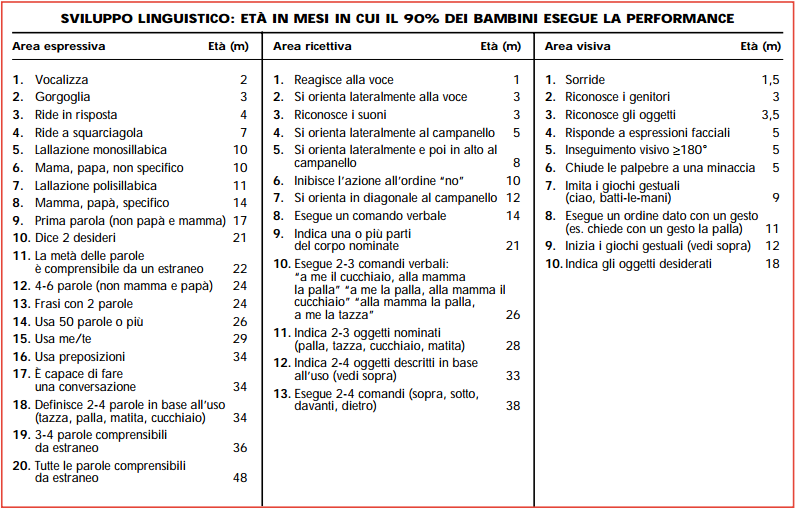 SVILUPPO LINGUISTICO: ETÀ IN MESI IN CUI IL 90% DEI BAMBINI ESEGUE LA PERFORMANCE
Area espressiva Età (m)
1. Vocalizza 2
2. Gorgoglia 3
3. Ride in risposta 4
4. Ride a squarciagola 7
5. Lallazione monosillabica 10
6. Mama, papa, non specifico 10
7. Lallazione polisillabica 11
8. Mamma, papà, specifico 14
9. Prima parola (non papà e mamma) 17
10. Dice 2 desideri 21
11. La metà delle parole
è comprensibile da un estraneo 22
12. 4-6 parole (non mamma e papà) 24
13. Frasi con 2 parole 24
14. Usa 50 parole o più 26
15. Usa me/te 29
16. Usa preposizioni 34
17. È capace di fare
una conversazione 34
18. Definisce 2-4 parole in base all'uso
(tazza, palla, matita, cucchiaio) 34
19. 3-4 parole comprensibili
da estraneo 36
20. Tutte le parole comprensibili
da estraneo 48
Area ricettiva Età (m)
1. Reagisce alla voce 1
2. Si orienta lateralmente alla voce 3
3. Riconosce i suoni 3
4. Si orienta lateralmente al campanello 5
5. Si orienta lateralmente e poi in alto al
campanello 8
6. Inibisce l'azione all'ordine “no” 10
7. Si orienta in diagonale al campanello 12
8. Esegue un comando verbale 14
9. Indica una o più parti
del corpo nominate 21
10. Esegue 2-3 comandi verbali:
“a me il cucchiaio, alla mamma
la palla” “a me la palla, alla mamma il
cucchiaio” “alla mamma la palla,
a me la tazza” 26
11. Indica 2-3 oggetti nominati
(palla, tazza, cucchiaio, matita) 28
12. Indica 2-4 oggetti descritti in base
all'uso (vedi sopra) 33
13. Esegue 2-4 comandi (sopra, sotto,
davanti, dietro) 38
Area visiva Età (m)
1. Sorride 1,5
2. Riconosce i genitori 3
3. Riconosce gli oggetti 3,5
4. Risponde a espressioni facciali 5
5. Inseguimento visivo ≥180° 5
6. Chiude le palpebre a una minaccia 5
7. Imita i giochi gestuali
(ciao, batti-le-mani) 9
8. Esegue un ordine dato con un gesto
(es. chiede con un gesto la palla) 11
9. Inizia i giochi gestuali (vedi sopra) 12
10. Indica gli oggetti desiderati 18